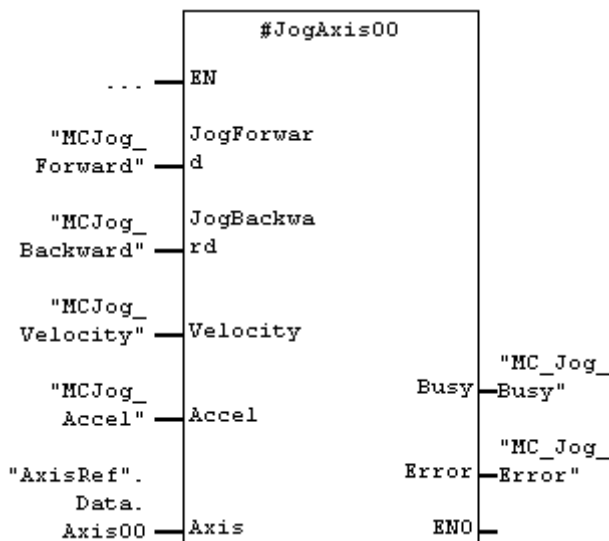 #JogAxis00
... EN
"MCJog_ JogForwar
Forward" d
"MCJog_ JogBackwa
Backward" rd
"MCJog_
Velocity" Velocity
"MC_Jog_
"MCJog_ Busy Busy"
Accel" Accel
"MC_Jog_
"AxisRef". Error Error"
Data.
Axis00 Axis ENO